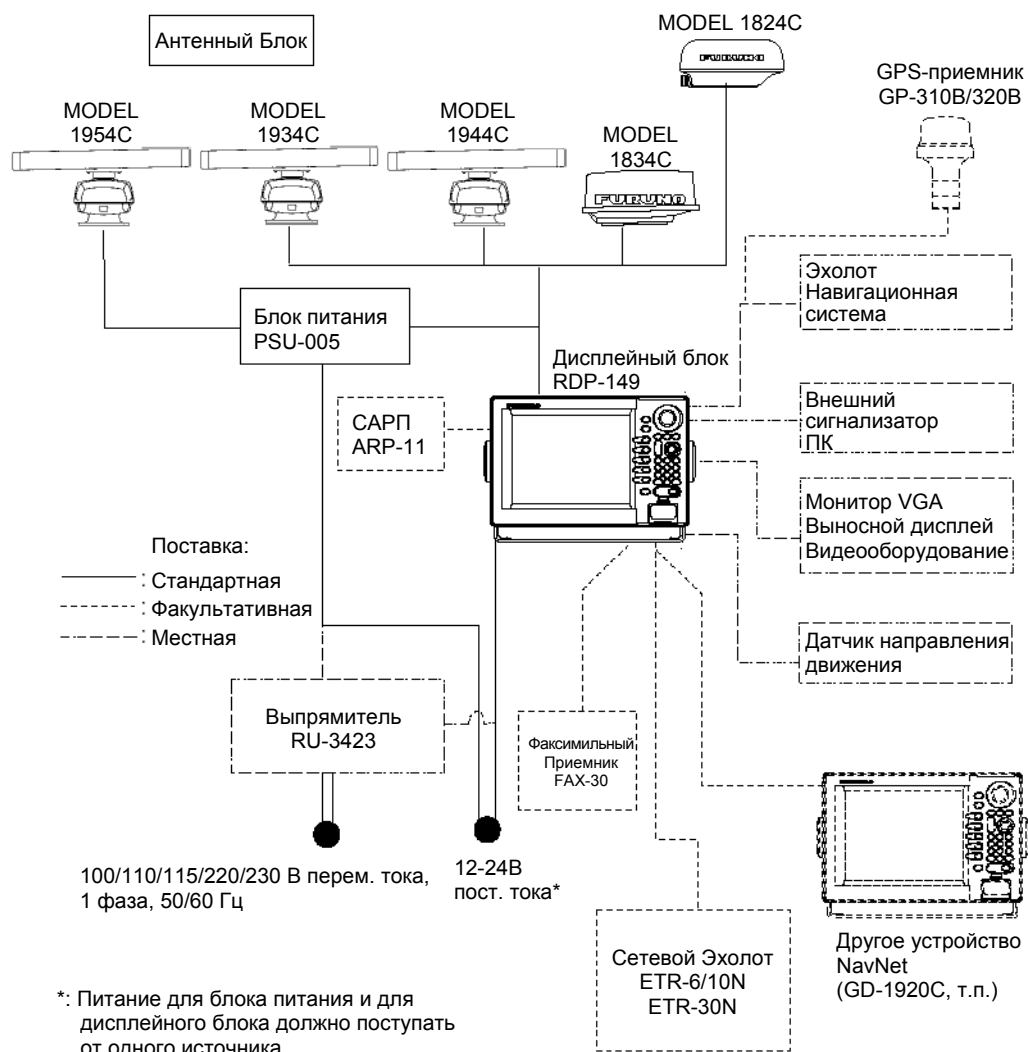 Антенный Блок
MODEL 1824C
FURUNO
GPS-приемник
GP-310B/320B
MODEL
1954C
MODEL
1934C
MODEL
1944C
MODEL
1834C
FURUNO
Эхолот
Навигационная
система
Блок питания
PSU-005
Дисплейный блок
RDP-149
САРП
ARP-11
Внешний
сигнализатор
ПК
Монитор VGA
Выносной дисплей
Видеооборудование
Поставка:
: Стандартная
: Факультативная
: Местная
Датчик направления
движения
Выпрямитель
RU-3423
Факсимильный
Приемник
FAX-30
100/110/115/220/230 В перем. тока,
1 фаза, 50/60 Гц
12-24В
пост. тока*
Сетевой Эхолот
ETR-6/10N
ETR-30N
Другое устройство
NavNet
(GD-1920C, т.п.)
*: Питание для блока питания и для
дисплейного блока должно поступать
от одного источника